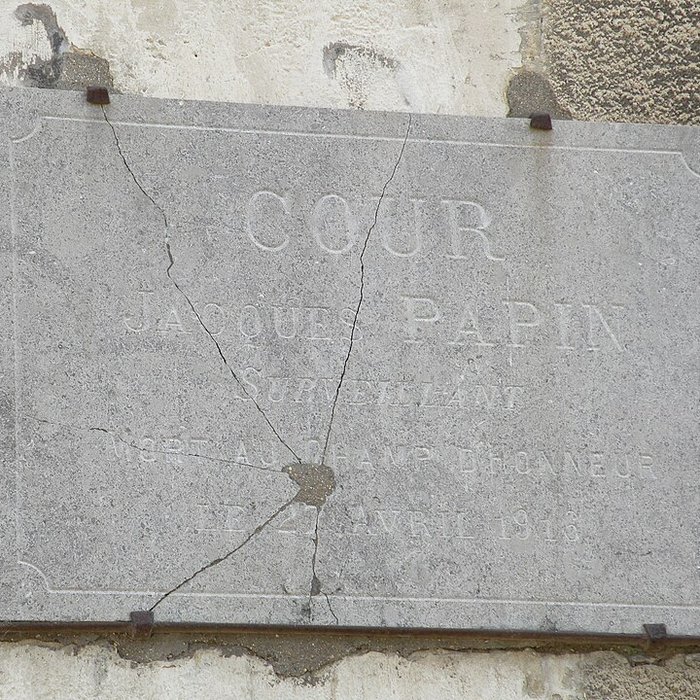 COUR
JACQUES PAPIN
SURVEILLANT
MORT AU CHAMP D'HONNEUR
LE AVRIL